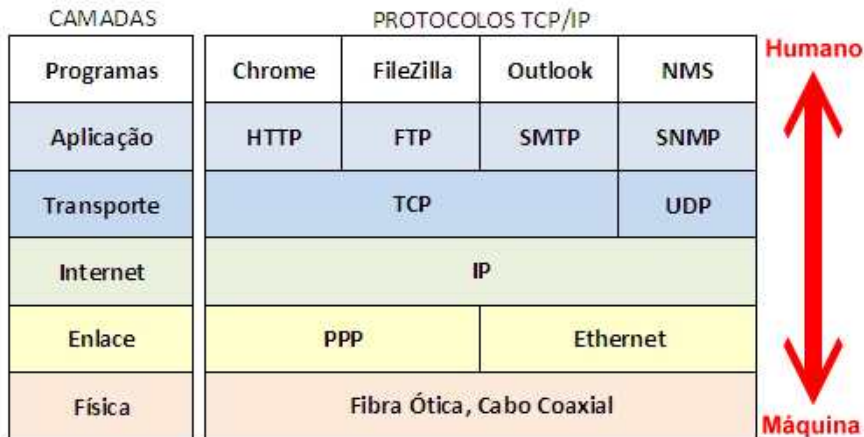 CAMADAS PROTOCOLOS TCP/IP
Humano
Programas Chrome FileZilla Outlook NMS
Aplicação HTTP FTP SMTP SNMP
Transporte TCP UDP
Internet IP
Enlace PPP Ethernet
Física Fibra Ótica, Cabo Coaxial
Máquina